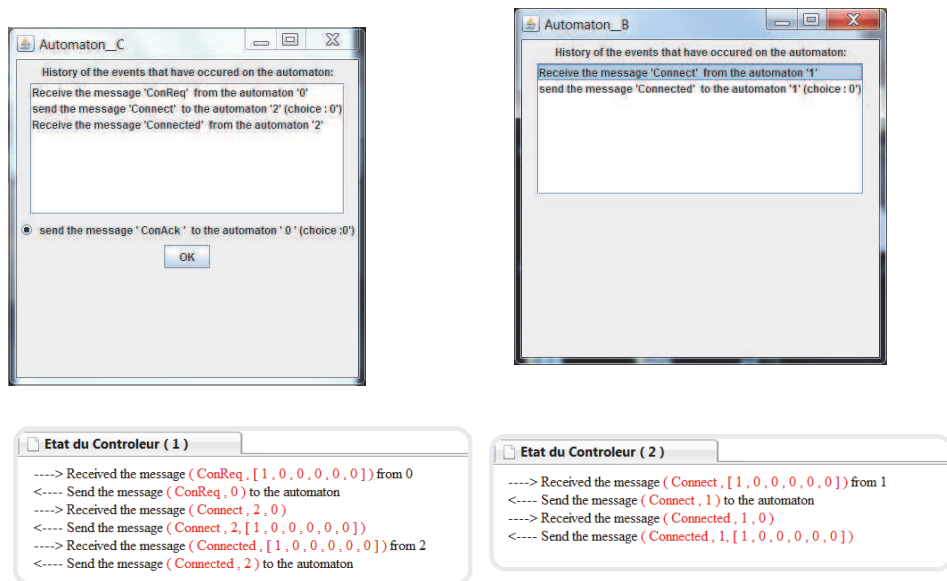 Automaton__C
History of the events that have occured on the automaton:
Receive the message 'ConReq' from the automaton '0'
send the message 'Connect' to the automaton '2' (choice : 0')
Receive the message 'Connected' from the automaton '2'
send the message ' ConAck ' to the automaton ' 0 ' (choice :0')
OK
Automaton__B
History of the events that have occured on the automaton:
Receive the message 'Connect' from the automaton '1'
send the message 'Connected' to the automaton '1' (choice : 0')
Etat du Controleur ( 1 )
----> Received the message ( ConReq , [ 1 , 0 , 0 , 0 , 0 , 0 ] ) from 0
<---- Send the message ( ConReq , 0 ) to the automaton
----> Received the message ( Connect , 2 , 0 )
<---- Send the message ( Connect , 2, [ 1 , 0 , 0 , 0 , 0 , 0 ] )
----> Received the message ( Connected , [ 1 , 0 , 0 , 0 , 0 , 0 ] ) from 2
<---- Send the message ( Connected , 2 ) to the automaton
Etat du Controleur ( 2 )
----> Received the message ( Connect , [ 1 , 0 , 0 , 0 , 0 , 0 ] ) from 1
<---- Send the message ( Connect , 1 ) to the automaton
----> Received the message ( Connected , 1 , 0 )
<---- Send the message ( Connected , 1, [ 1 , 0 , 0 , 0 , 0 , 0 ] )